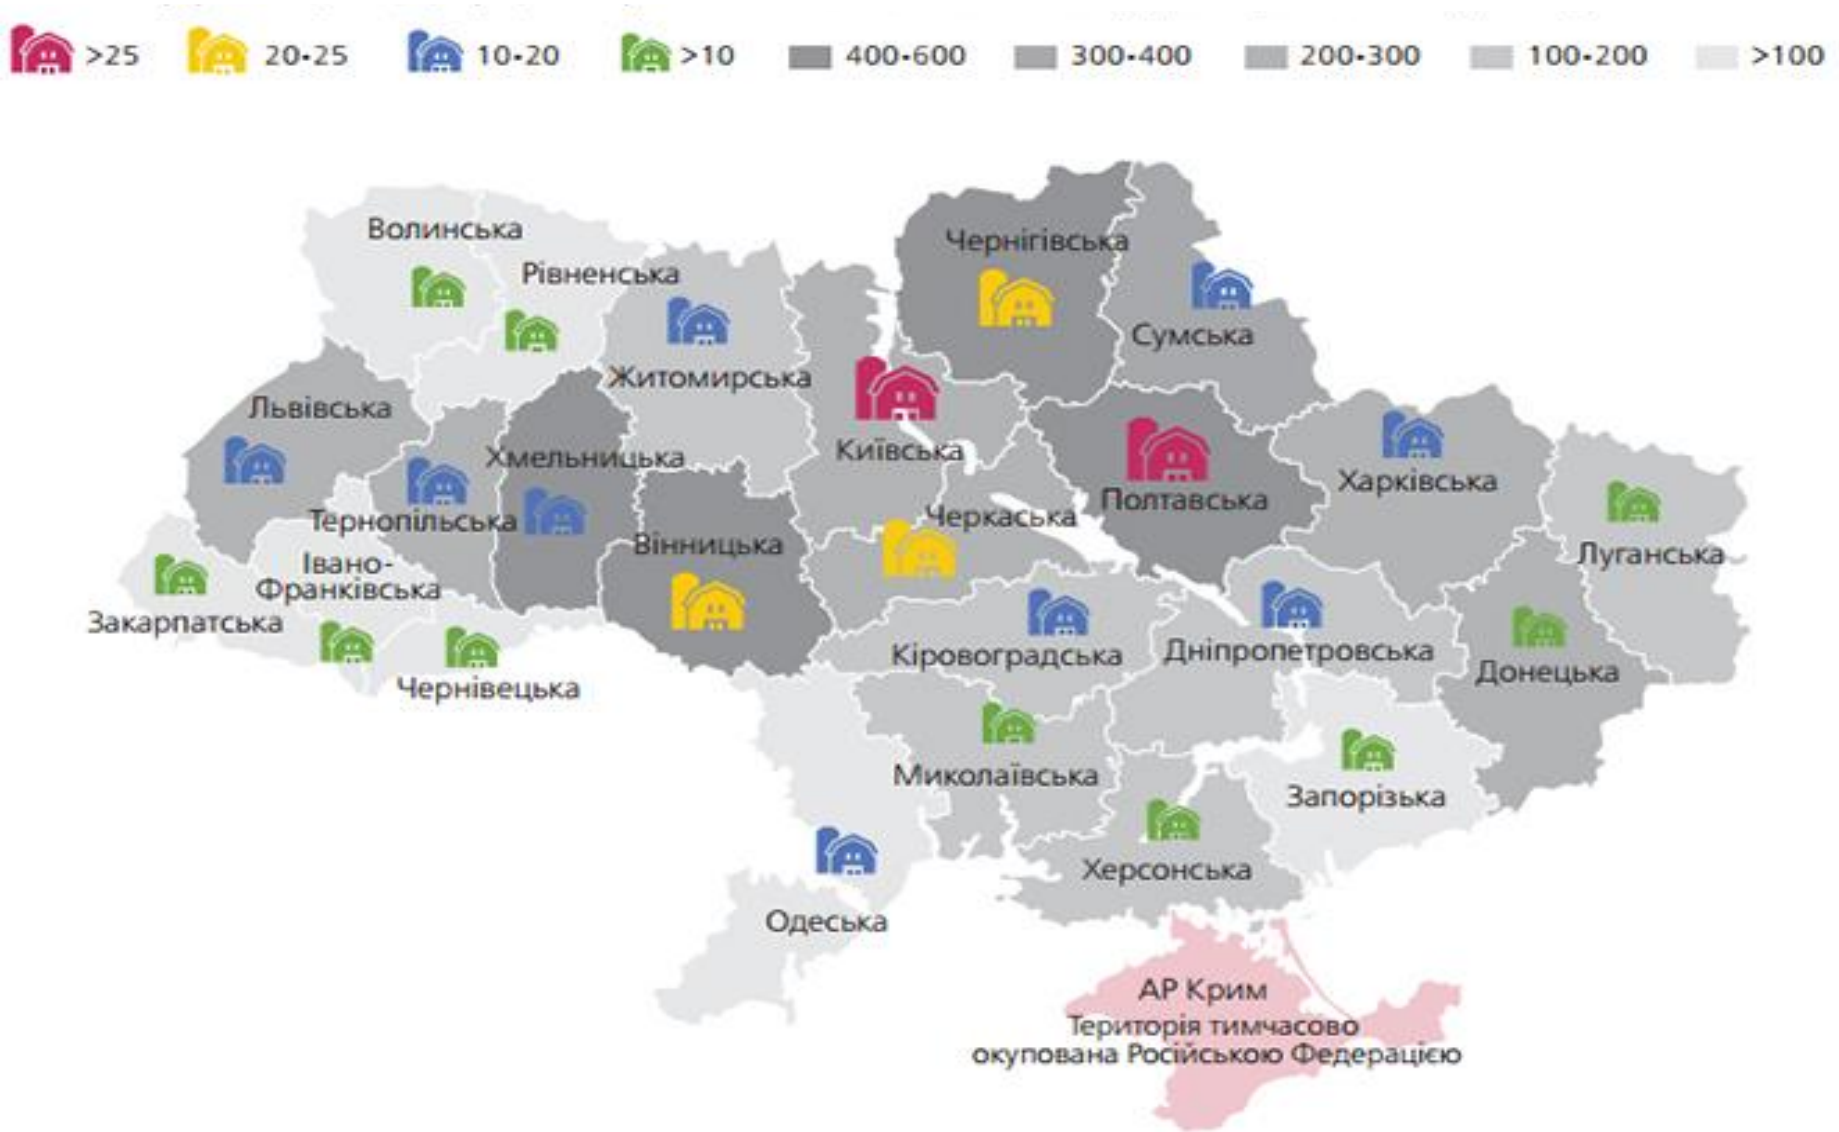 >25 20-25 10-20 >10 400-600 300-400 200-300 100-200 >100
Волинська
Чернігівська
Рівненська
Сумська
Житомирська
Львівська
Хмельницька
Київська
Харківська
Полтавська
Тернопільська
Черкаська
Вінницька
Луганська
Івано-
Франківська
Закарпатська
Кіровоградська
Дніпропетровська
Донецька
Чернівецька
Миколаївська
Запорізька
Херсонська
Одеська
АР Крим
Територія тимчасово
окупована Російською Федерацією